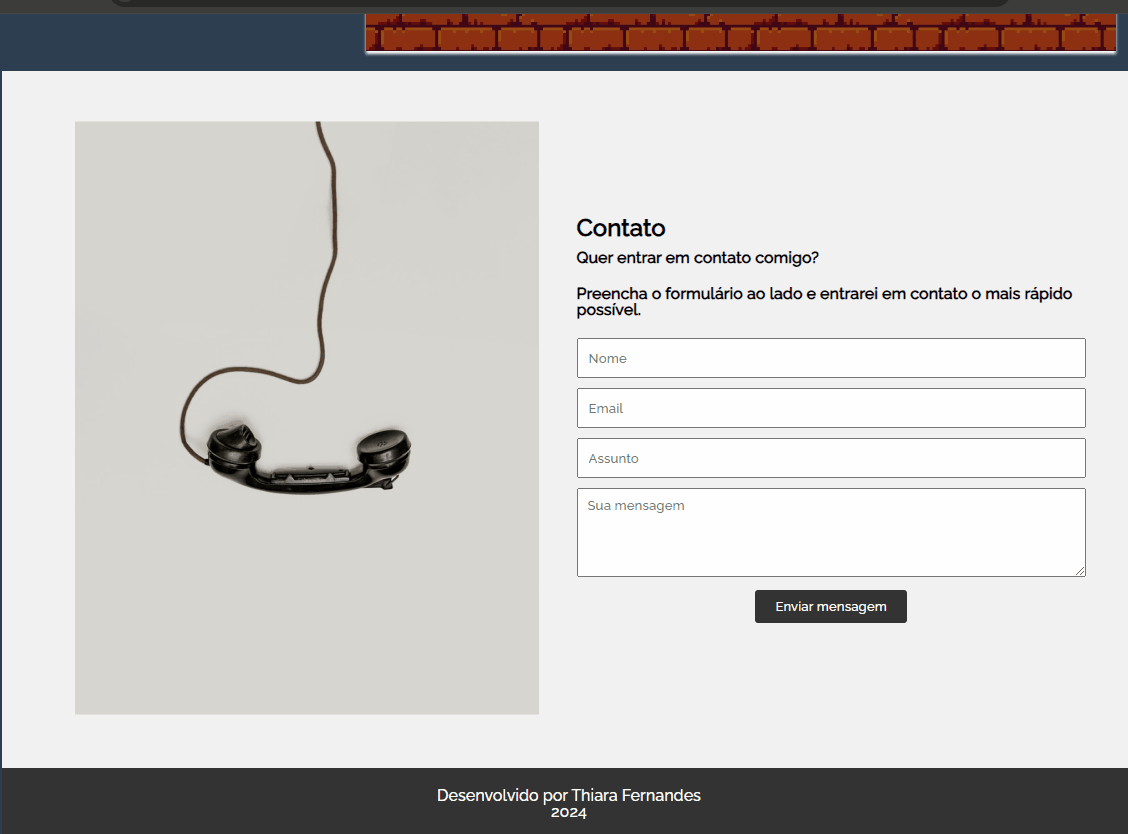 Contato
Quer entrar em contato comigo?
Preencha o formulário ao lado e entrarei em contato o mais rápido
possível.
Nome
Email
Assunto
Sua mensagem
Enviar mensagem
Desenvolvido por Thiara Fernandes
2024